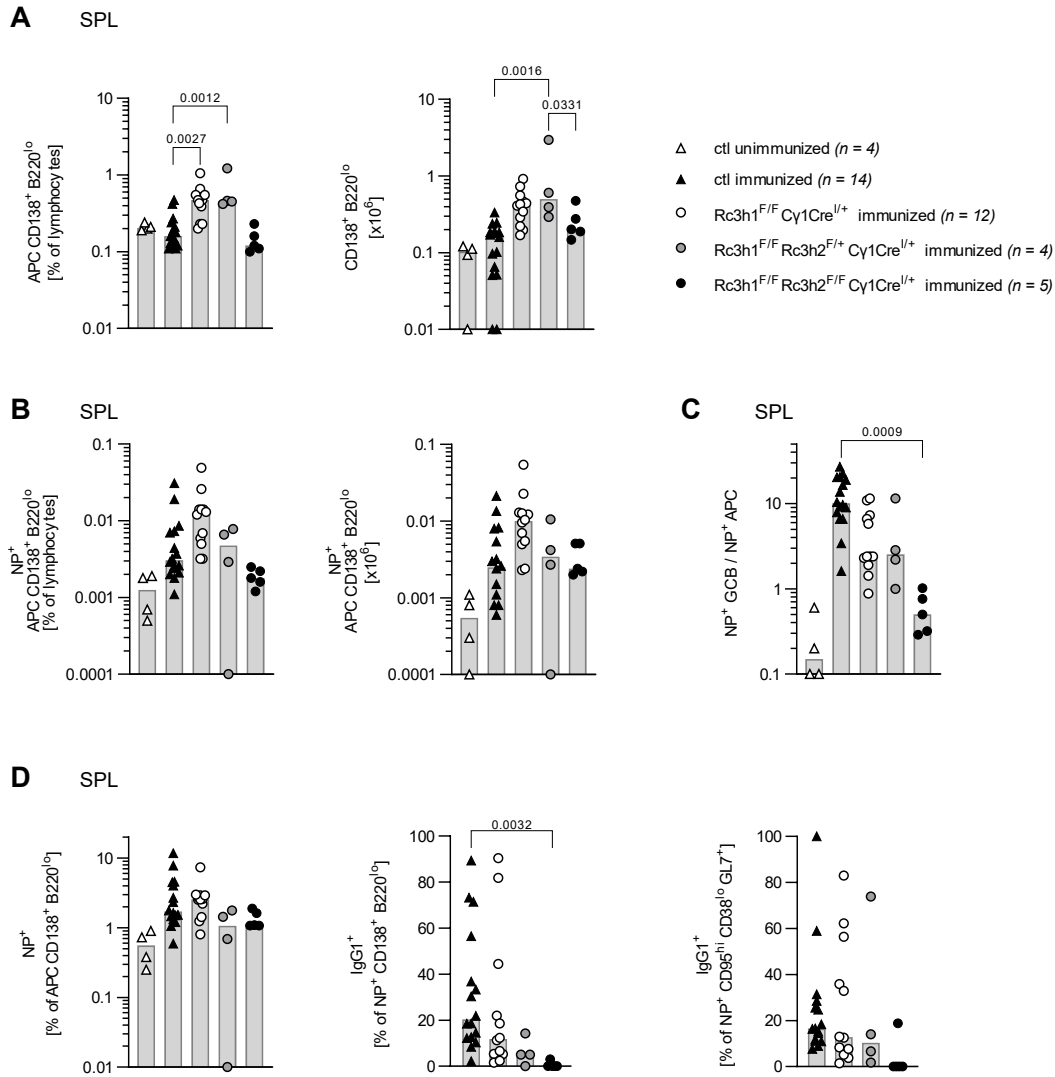 A SPL
APC CD138+ B220lo
[% of lymphocytes]
10
1
0.1
0.01
0.0012
0.0027
CD138+ B220lo
[x10^6]
10
1
0.1
0.01
0.0016
0.0331
ctl unimmunized (n = 4)
ctl immunized (n = 14)
Rc3h1F/F Cγ1CreI/+ immunized (n = 12)
Rc3h1F/F Rc3h2F/+ Cγ1CreI/+ immunized (n = 4)
Rc3h1F/F Rc3h2F/F Cγ1CreI/+ immunized (n = 5)
B SPL
NP+
APC CD138+ B220lo
[% of lymphocytes]
0.1
0.01
0.001
0.0001
NP+
APC CD138+ B220lo
[x10^6]
0.1
0.01
0.001
0.0001
C SPL
NP+ GCB / NP+ APC
10
1
0.1
0.0009
D SPL
NP+
[% of APC CD138+ B220lo]
10
1
0.1
0.01
IgG1+
[% of NP+ CD138+ B220lo]
100
80
60
40
20
0
0.0032
IgG1+
[% of NP+ CD95hi CD38lo GL7+]
100
80
60
40
20
0